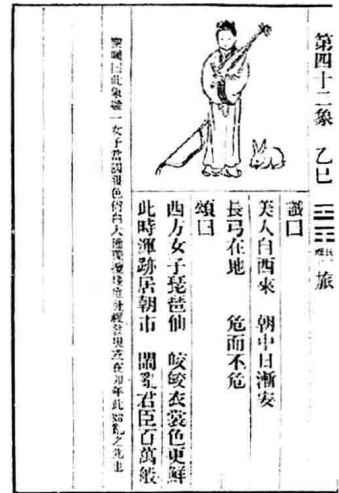 第四十二象 乙巳 旅
讖曰
美人自西來 朝中日漸安
長弓在地 危而不危
頌曰
西方女子琵琶仙 皎皎衣裳色更鮮
此時渾跡居朝市 鬧亂君臣百萬般
聖嘆曰此象疑一女子當國服色尚白大權獨攬幾危社稷發現或在卯年此始亂之兆也